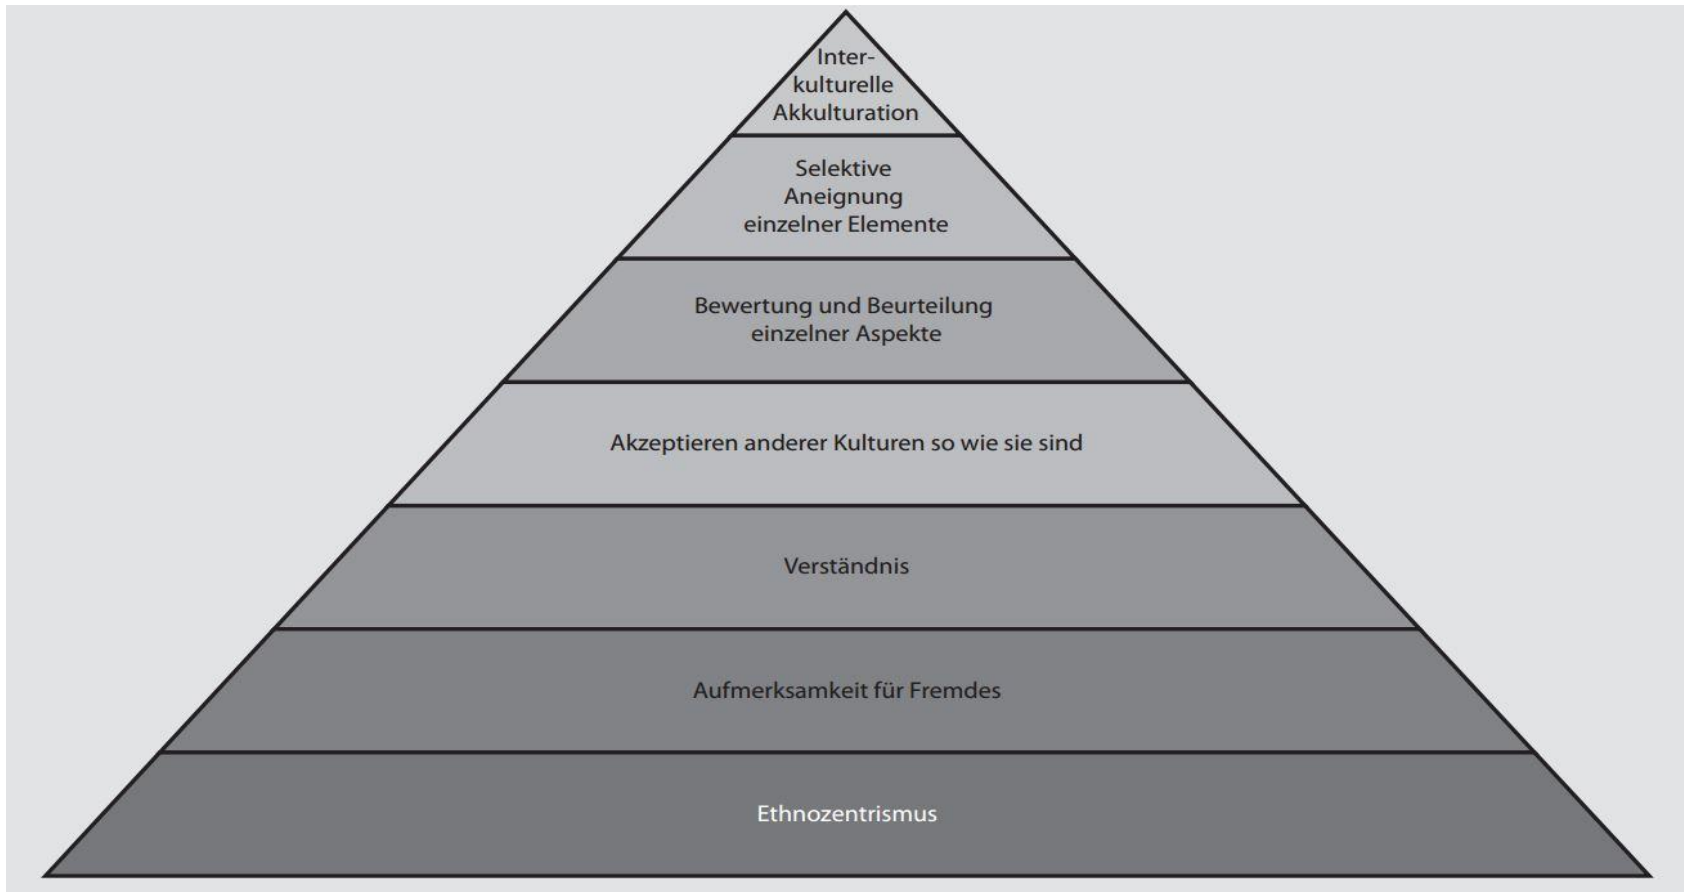 Inter-
kulturelle
Akkulturation
Selektive
Aneignung
einzelner Elemente
Bewertung und Beurteilung
einzelner Aspekte
Akzeptieren anderer Kulturen so wie sie sind
Verständnis
Aufmerksamkeit für Fremdes
Ethnozentrismus